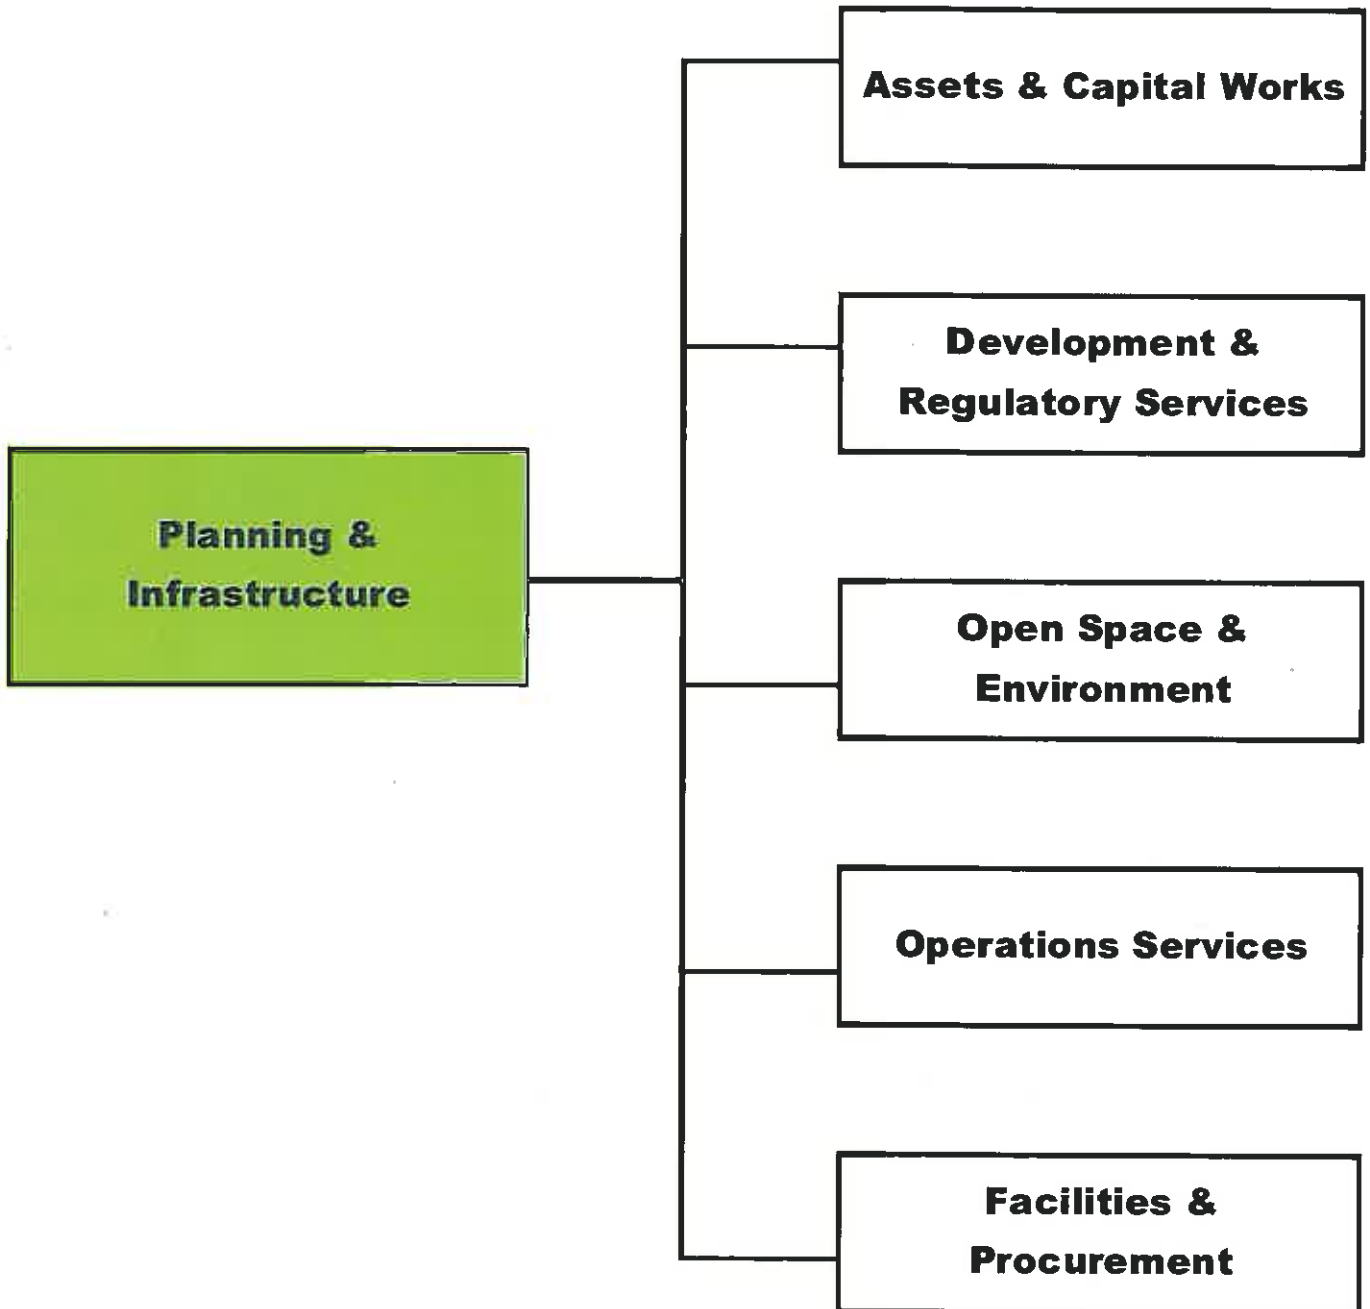 Assets & Capital Works
Development &
Regulatory Services
Planning &
Infrastructure
Open Space &
Environment
Operations Services
Facilities &
Procurement